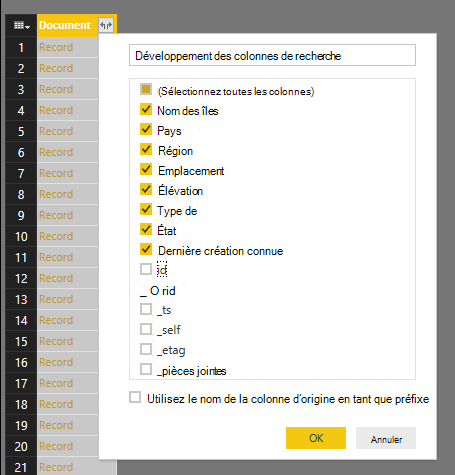 Document
Développement des colonnes de recherche
1 Record
2 Record
3 Record
(Sélectionnez toutes les colonnes)
4 Record
Nom des îles
5 Record
Pays
6 Record
Région
7 Record
Emplacement
8 Record
Élévation
9 Record
Type de
10 Record
État
11 Record
Dernière création connue
12 Record
id
13 Record
_ O rid
14 Record
_ts
15 Record
_self
16 Record
_etag
17 Record
_pièces jointes
18 Record
Utilisez le nom de la colonne d'origine en tant que préfixe
19 Record
20 Record
OK
Annuler
21 Record